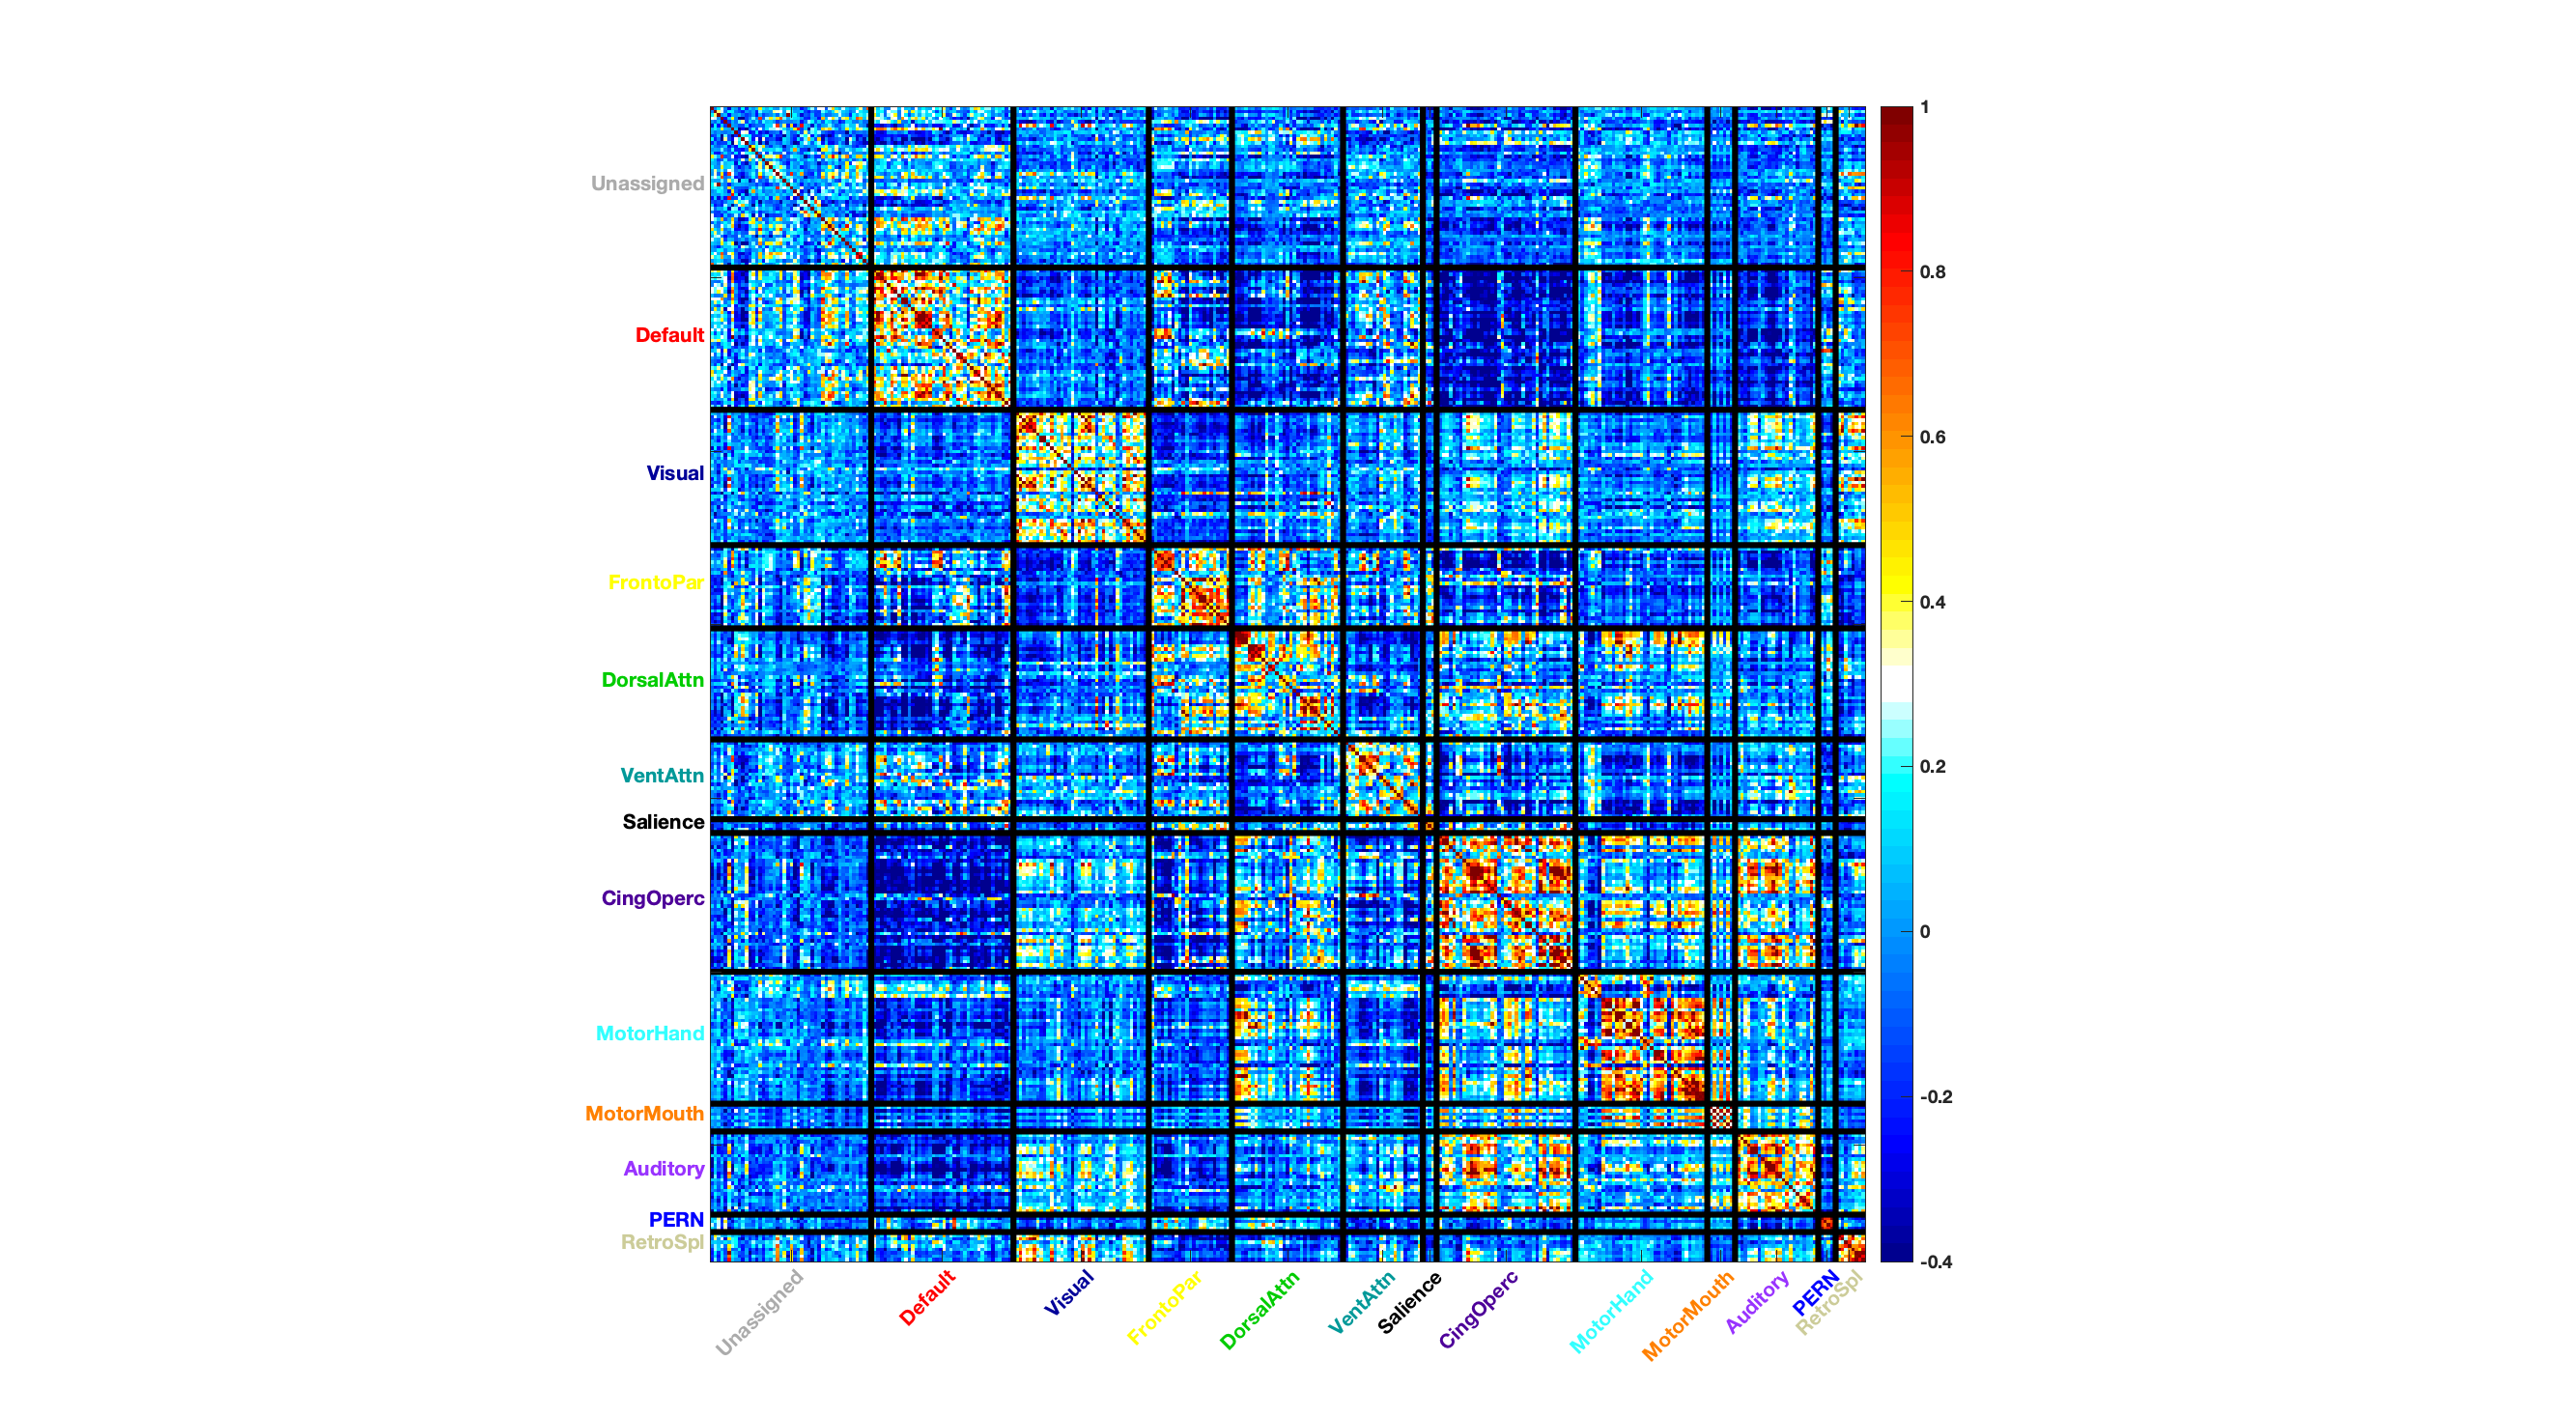 Unassigned
Default
Visual
FrontoPar
DorsalAttn
VentAttn
Salience
CingOperc
MotorHand
MotorMouth
Auditory
PERN
RetroSpl
Unassigned
Default
Visual
FrontoPar
DorsalAttn
VentAttn
Salience
CingOperc
MotorHand
MotorMouth
Auditory
PERN
RetroSpl
1
0.8
0.6
0.4
0.2
0
-0.2
-0.4